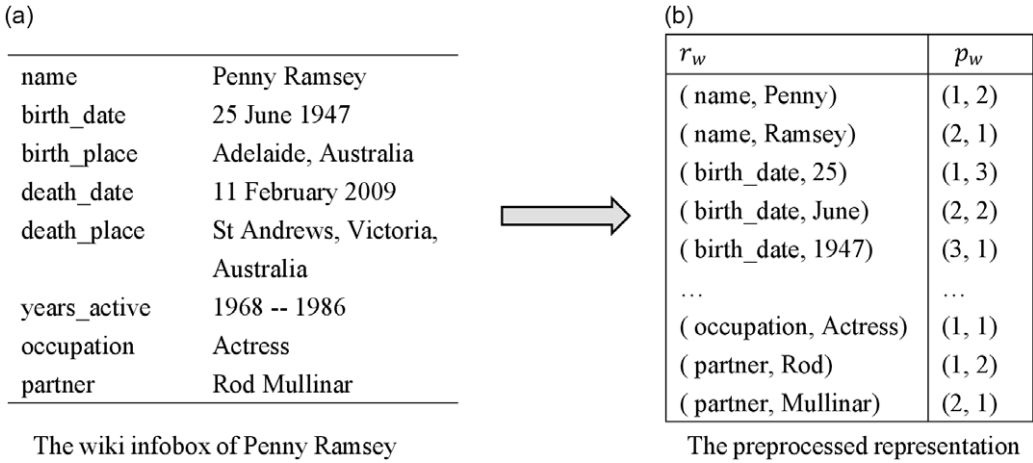 (a)
name Penny Ramsey
birth_date 25 June 1947
birth_place Adelaide, Australia
death_date 11 February 2009
death_place St Andrews, Victoria,
Australia
years_active 1968 -- 1986
occupation Actress
partner Rod Mullinar
The wiki infobox of Penny Ramsey
(b)
r_w p_w
( name, Penny) (1, 2)
( name, Ramsey) (2, 1)
( birth_date, 25) (1, 3)
( birth_date, June) (2, 2)
( birth_date, 1947) (3, 1)
... ...
( occupation, Actress) (1, 1)
( partner, Rod) (1, 2)
( partner, Mullinar) (2, 1)
The preprocessed representation